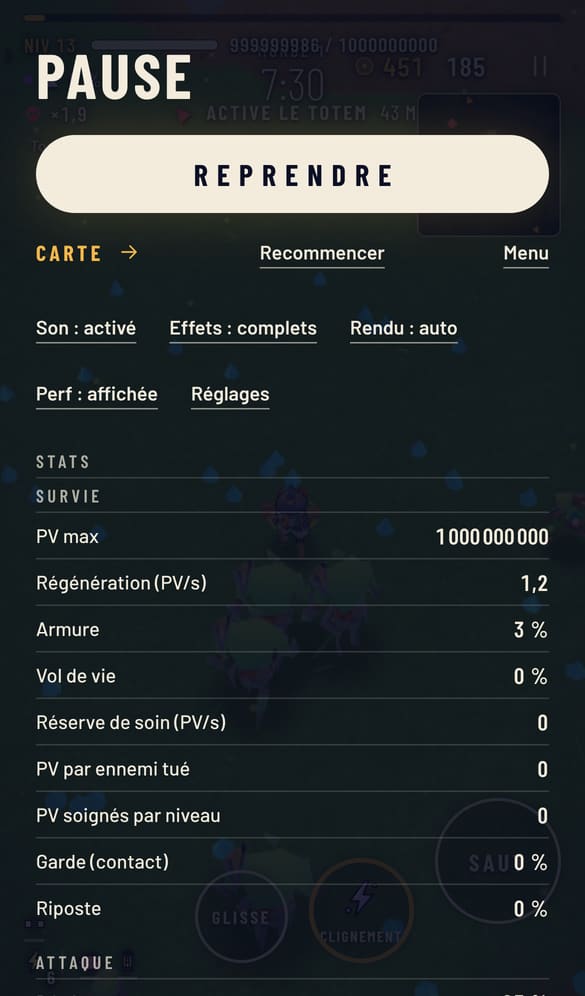 NIV 13 999999986 / 1000000000
PAUSE
7:30
451 185
×1,9
ACTIVE LE TOTEM 43 M
REPRENDRE
CARTE → Recommencer Menu
Son : activé Effets : complets Rendu : auto
Perf : affichée Réglages
STATS
SURVIE
PV max 1 000 000 000
Régénération (PV/s) 1,2
Armure 3 %
Vol de vie 0 %
Réserve de soin (PV/s) 0
PV par ennemi tué 0
PV soignés par niveau 0
Garde (contact) 0 %
SAU
Riposte 0 %
GLISSE
CLIGNEMENT
ATTAQUE
6